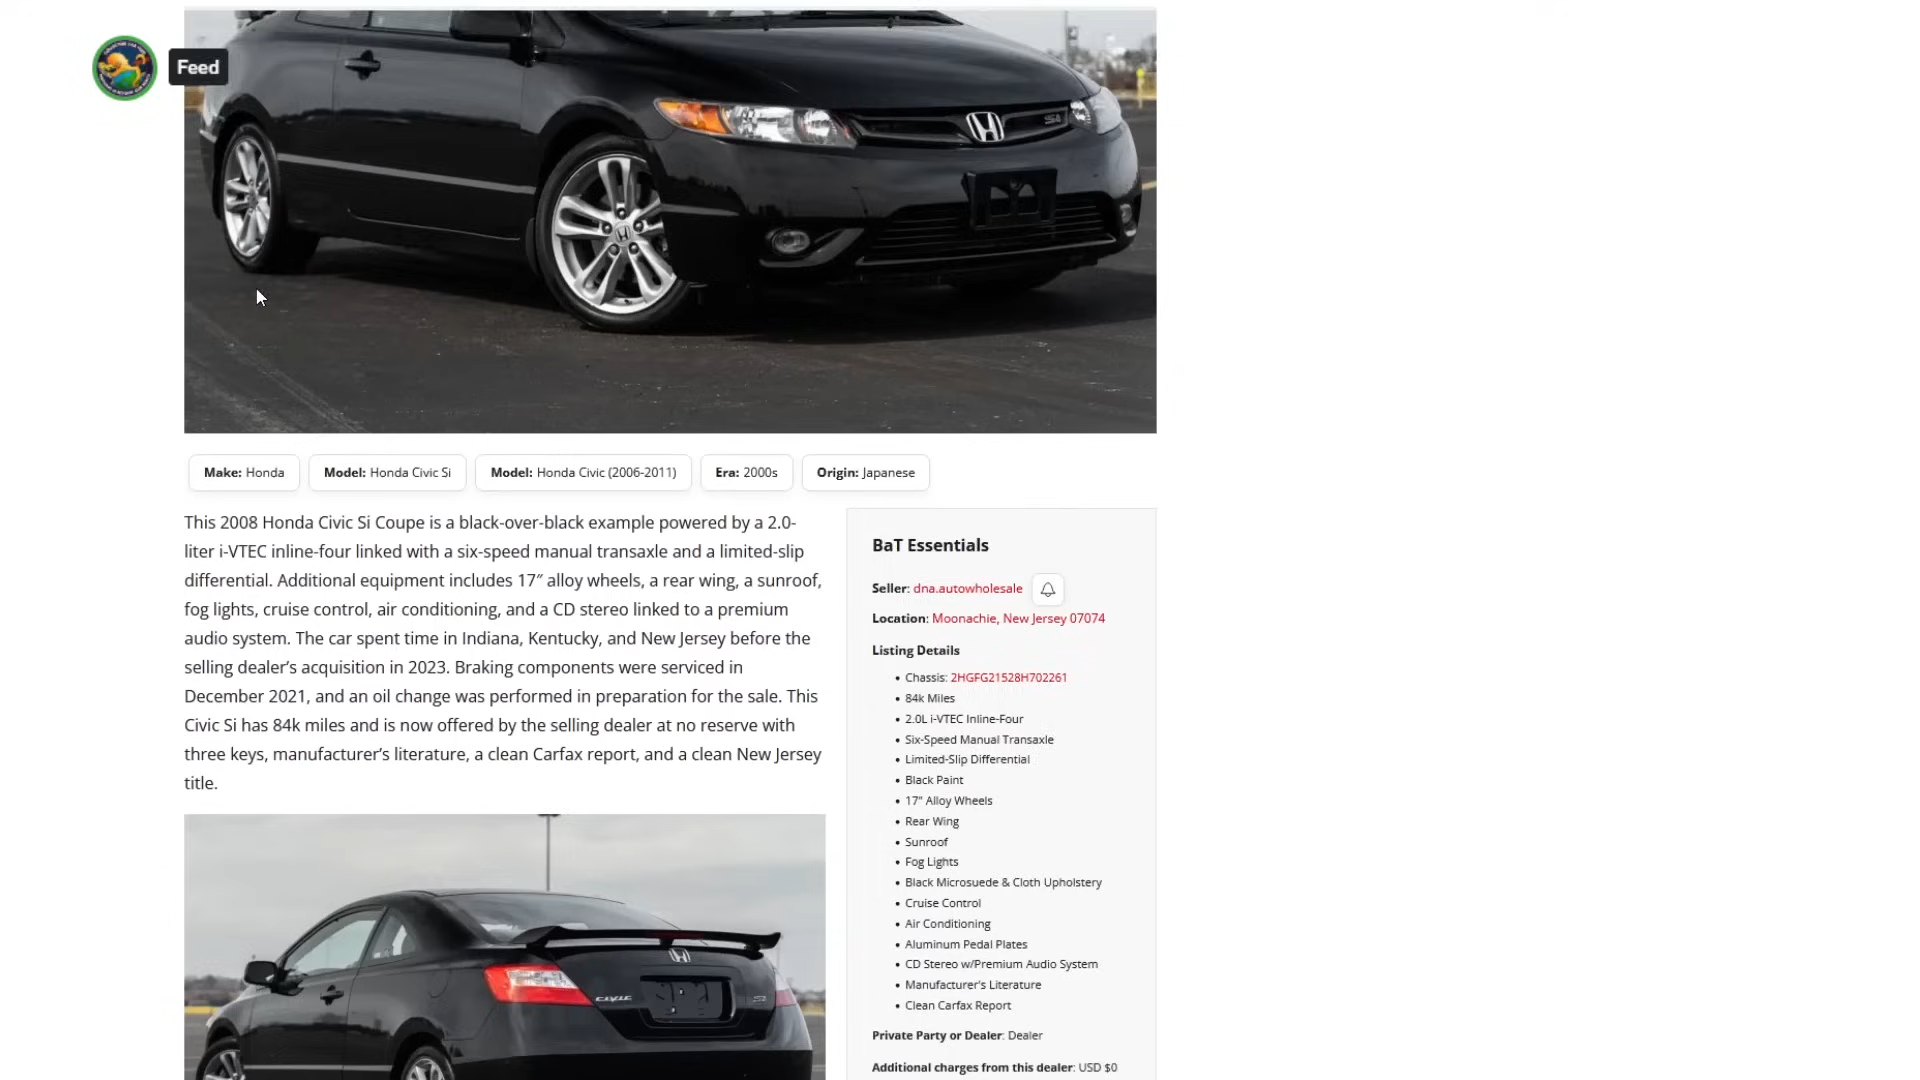 Feed
Make: Honda
Model: Honda Civic Si
Model: Honda Civic (2006-2011)
Era: 2000s
Origin: Japanese
This 2008 Honda Civic Si Coupe is a black-over-black example powered by a 2.0-
liter i-VTEC inline-four linked with a six-speed manual transaxle and a limited-slip
differential. Additional equipment includes 17″ alloy wheels, a rear wing, a sunroof,
fog lights, cruise control, air conditioning, and a CD stereo linked to a premium
audio system. The car spent time in Indiana, Kentucky, and New Jersey before the
selling dealer’s acquisition in 2023. Braking components were serviced in
December 2021, and an oil change was performed in preparation for the sale. This
Civic Si has 84k miles and is now offered by the selling dealer at no reserve with
three keys, manufacturer’s literature, a clean Carfax report, and a clean New Jersey
title.
CIVIC
BaT Essentials
Seller: dna.autowholesale
Location: Moonachie, New Jersey 07074
Listing Details
• Chassis: 2HGFG21528H702261
• 84k Miles
• 2.0L i-VTEC Inline-Four
• Six-Speed Manual Transaxle
• Limited-Slip Differential
• Black Paint
• 17" Alloy Wheels
• Rear Wing
• Sunroof
• Fog Lights
• Black Microsuede & Cloth Upholstery
• Cruise Control
• Air Conditioning
• Aluminum Pedal Plates
• CD Stereo w/Premium Audio System
• Manufacturer's Literature
• Clean Carfax Report
Private Party or Dealer: Dealer
Additional charges from this dealer: USD $0